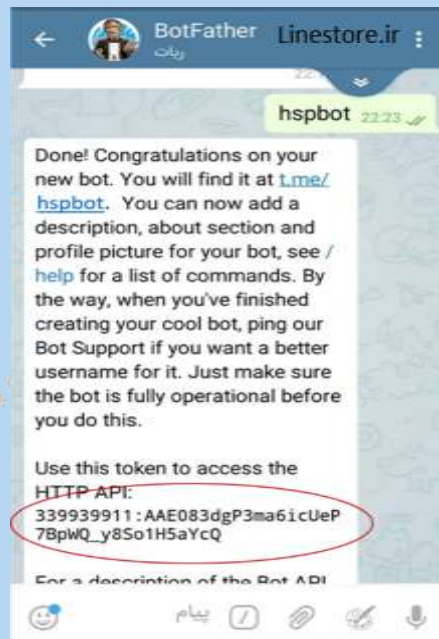 BotFather Linestore.ir
ربات
hspbot 22:23
Done! Congratulations on your
new bot. You will find it at t.me/
hspbot. You can now add a
description, about section and
profile picture for your bot, see /
help for a list of commands. By
the way, when you've finished
creating your cool bot, ping our
Bot Support if you want a better
username for it. Just make sure
the bot is fully operational before
you do this.
Use this token to access the
HTTP API:
339939911:AAEO83dgP3ma6icUeP
7BpWQ_y8So1H5aYcQ
For a description of the Bot API
پیام